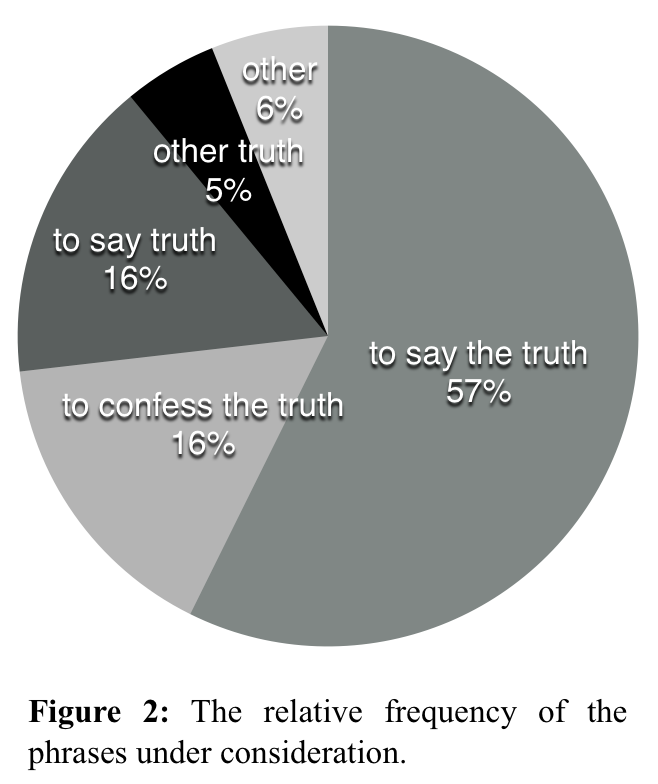 other
6%
other truth
5%
to say truth
16%
to say the truth
57%
to confess the truth
16%
Figure 2: The relative frequency of the
phrases under consideration.